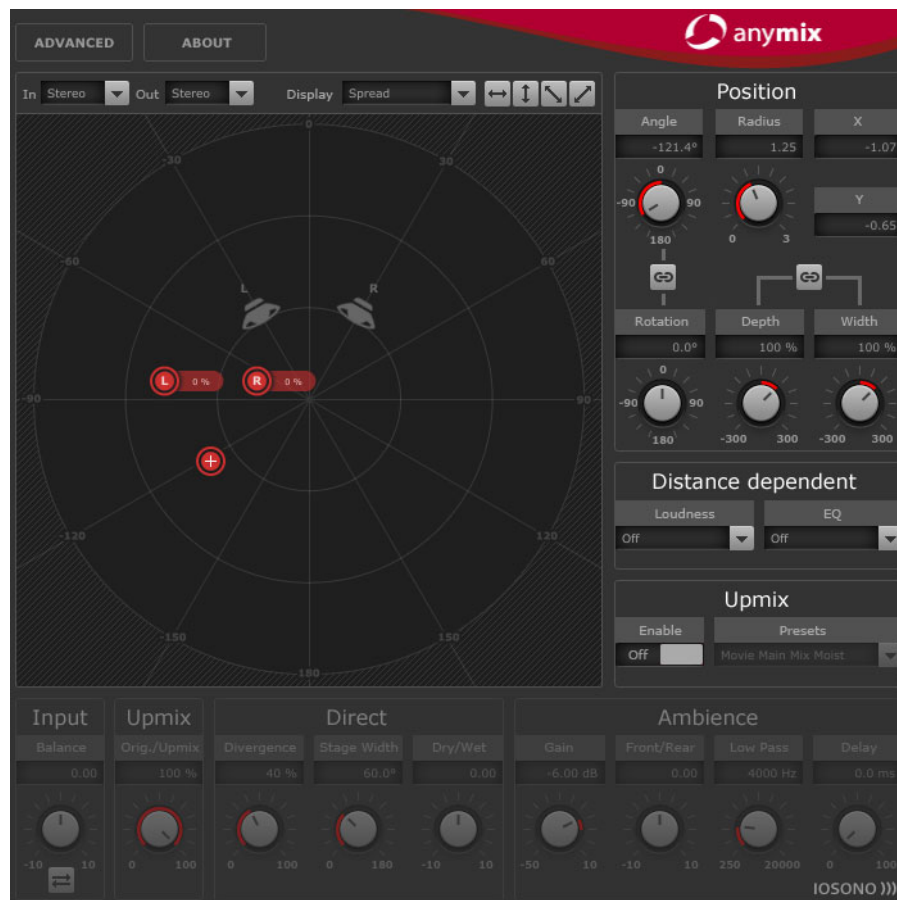 ADVANCED ABOUT anymix
In Stereo Out Stereo Display Spread
Position
Angle Radius X
-121.4° 1.25 -1.07
0
-90 90
180
0 3
Y
-0.65
Rotation Depth Width
0.0° 100 % 100 %
0
-90 90
180
-300 300 -300 300
0
-30 30
-60 60
L R
L 0 % R 0 %
-90 0 90
-120 120
-150 150
180
Distance dependent
Loudness EQ
Off Off
Upmix
Enable Presets
Off Movie Main Mix Moist
Input Upmix Direct Ambience
Balance Orig./Upmix Divergence Stage Width Dry/Wet Gain Front/Rear Low Pass Delay
0.00 100 % 40 % 60.0° 0.00 -6.00 dB 0.00 4000 Hz 0.0 ms
-10 10 0 100 0 100 0 180 -10 10 -50 10 -10 10 250 20000 0 100
IOSONO )))